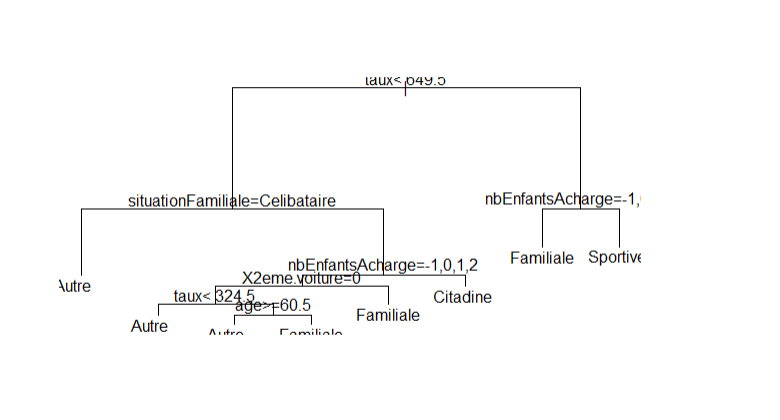 taux< 649.5
situationFamiliale=Celibataire
nbEnfantsAcharge=-1,
nbEnfantsAcharge=-1,0,1,2
Familiale
Sportive
X2eme.voiture=0
Autre
taux< 324.5
Citadine
age>=60.5
Familiale
Autre
Autre
Familiale